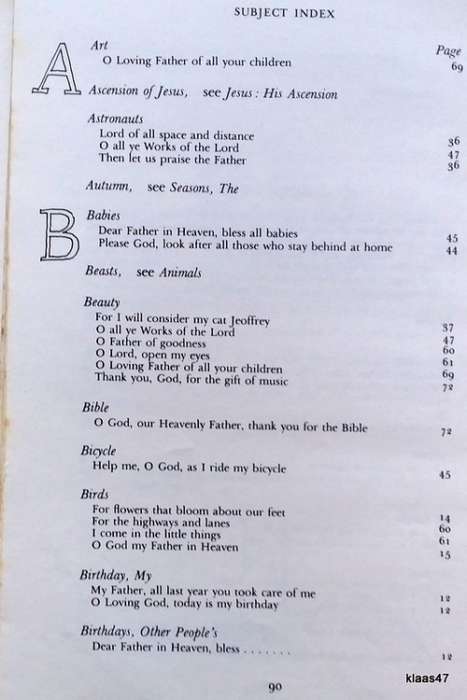 SUBJECT INDEX
Page
A
Art
O Loving Father of all your children 69
Ascension of Jesus, see Jesus : His Ascension
Astronauts
Lord of all space and distance 36
O all ye Works of the Lord 47
Then let us praise the Father 36
Autumn, see Seasons, The
B
Babies
Dear Father in Heaven, bless all babies 45
Please God, look after all those who stay behind at home 44
Beasts, see Animals
Beauty
For I will consider my cat Jeoffrey 37
O all ye Works of the Lord 47
O Father of goodness 60
O Lord, open my eyes 61
O Loving Father of all your children 69
Thank you, God, for the gift of music 72
Bible
O God, our Heavenly Father, thank you for the Bible 72
Bicycle
Help me, O God, as I ride my bicycle 45
Birds
For flowers that bloom about our feet 14
For the highways and lanes 60
I come in the little things 61
O God my Father in Heaven 15
Birthday, My
My Father, all last year you took care of me 12
O Loving God, today is my birthday 12
Birthdays, Other People's
Dear Father in Heaven, bless . . . . . . . 12
90
klaas47